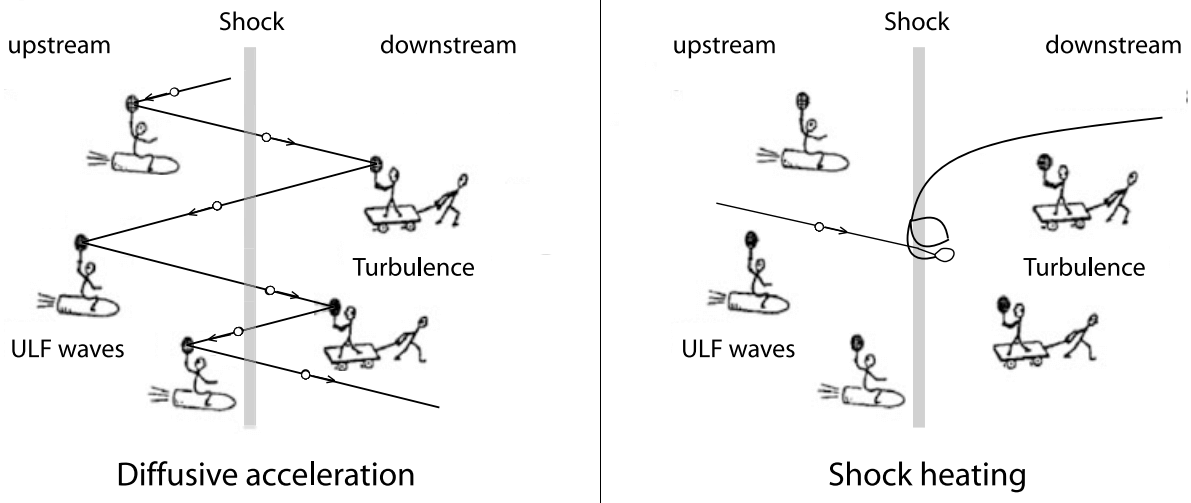 Shock
upstream
downstream
Turbulence
ULF waves
Diffusive acceleration
Shock
upstream
downstream
Turbulence
ULF waves
Shock heating